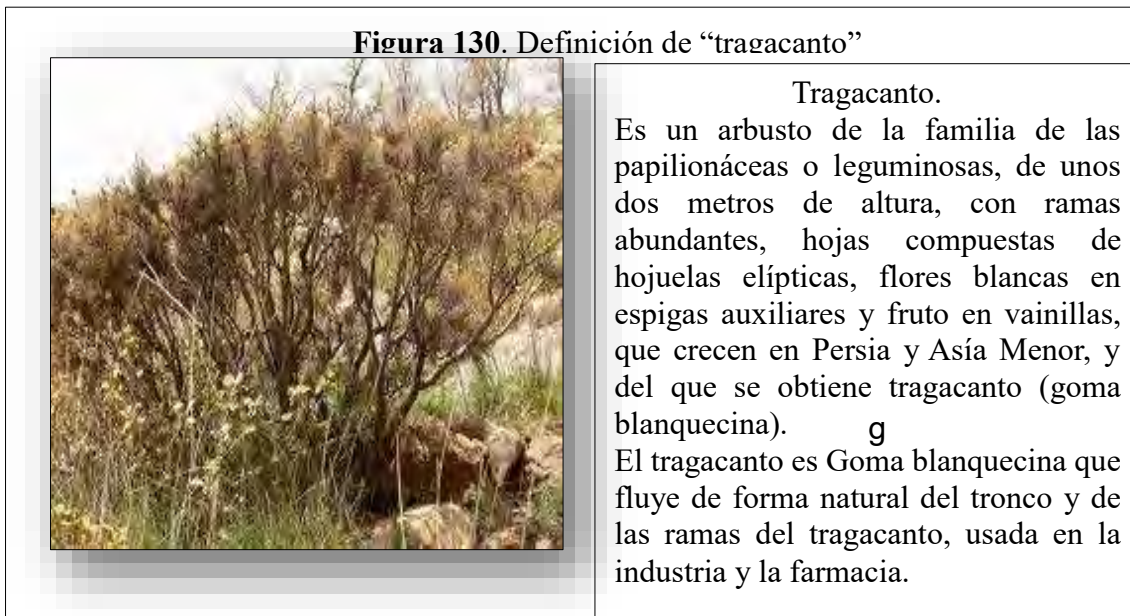 Figura 130. Definición de “tragacanto”
Tragacanto.
Es un arbusto de la familia de las
papilionáceas o leguminosas, de unos
dos metros de altura, con ramas
abundantes, hojas compuestas de
hojuelas elípticas, flores blancas en
espigas auxiliares y fruto en vainillas,
que crecen en Persia y Asía Menor, y
del que se obtiene tragacanto (goma
blanquecina). g
El tragacanto es Goma blanquecina que
fluye de forma natural del tronco y de
las ramas del tragacanto, usada en la
industria y la farmacia.